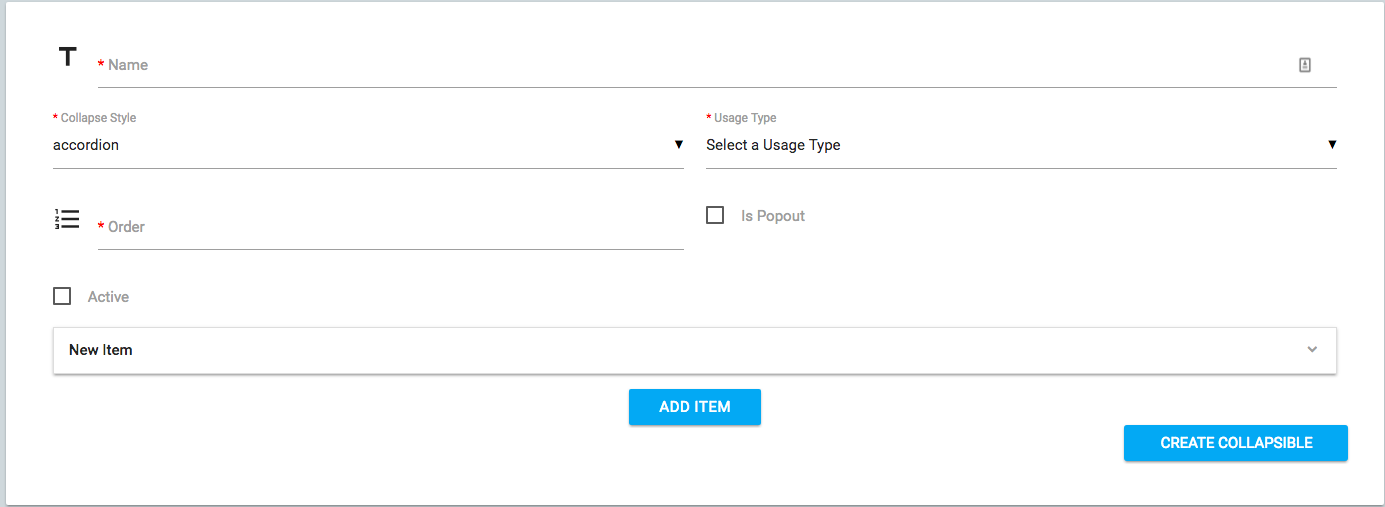 * Name
* Collapse Style
* Usage Type
accordion
Select a Usage Type
* Order
Is Popout
Active
New Item
ADD ITEM
CREATE COLLAPSIBLE